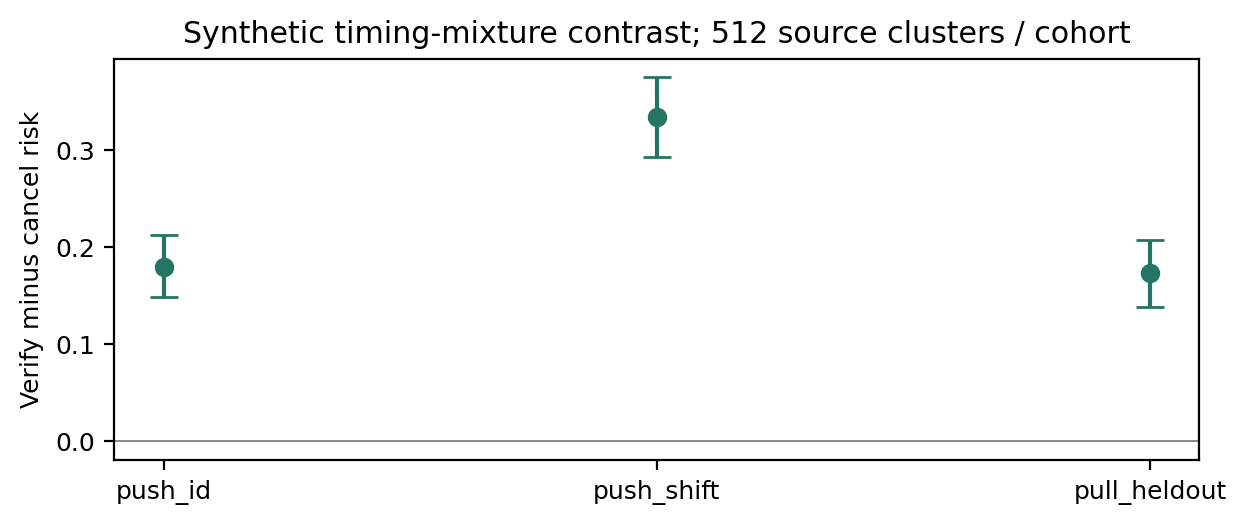 Synthetic timing-mixture contrast; 512 source clusters / cohort
Verify minus cancel risk
0.3
0.2
0.1
0.0
push_id push_shift pull_heldout